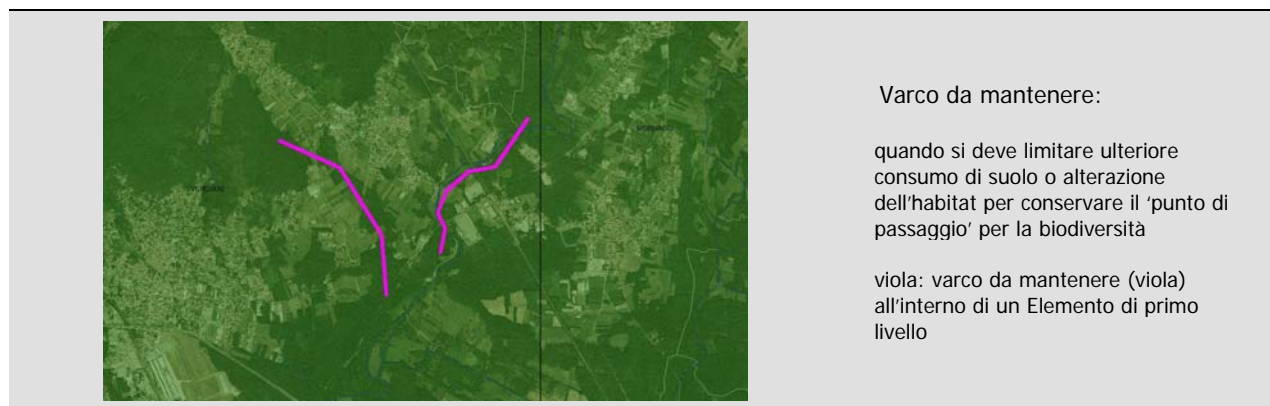 Varco da mantenere:
quando si deve limitare ulteriore
consumo di suolo o alterazione
dell'habitat per conservare il 'punto di
passaggio' per la biodiversità
viola: varco da mantenere (viola)
all'interno di un Elemento di primo
livello